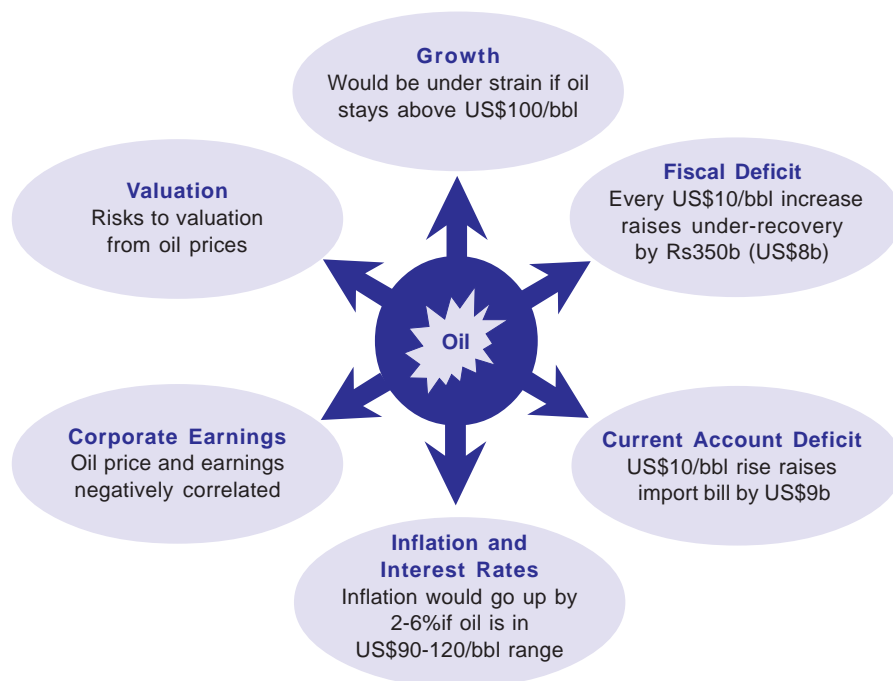 Growth
Would be under strain if oil
stays above US$100/bbl
Fiscal Deficit
Every US$10/bbl increase
raises under-recovery
by Rs350b (US$8b)
Valuation
Risks to valuation
from oil prices
Oil
Corporate Earnings
Oil price and earnings
negatively correlated
Current Account Deficit
US$10/bbl rise raises
import bill by US$9b
Inflation and
Interest Rates
Inflation would go up by
2-6%if oil is in
US$90-120/bbl range